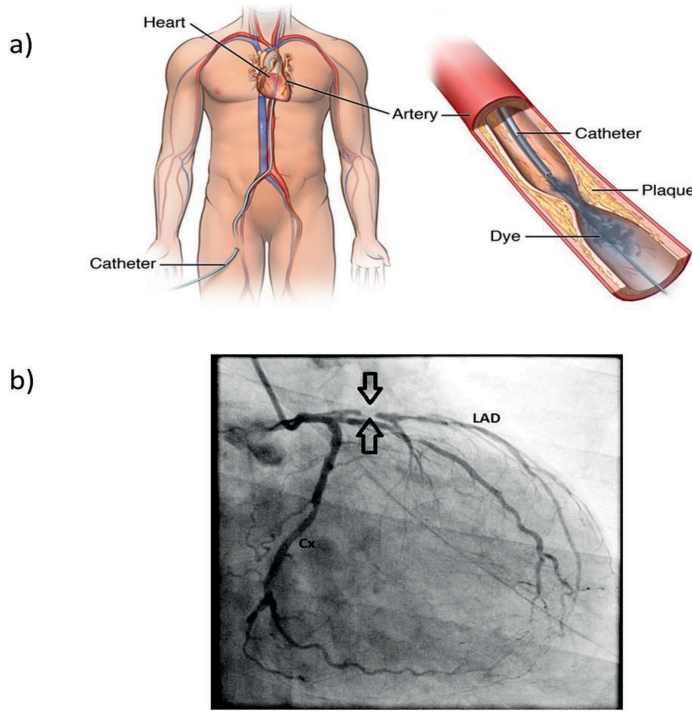 a)
Heart
Artery
Catheter
Plaque
Dye
Catheter
b)
LAD
Cx